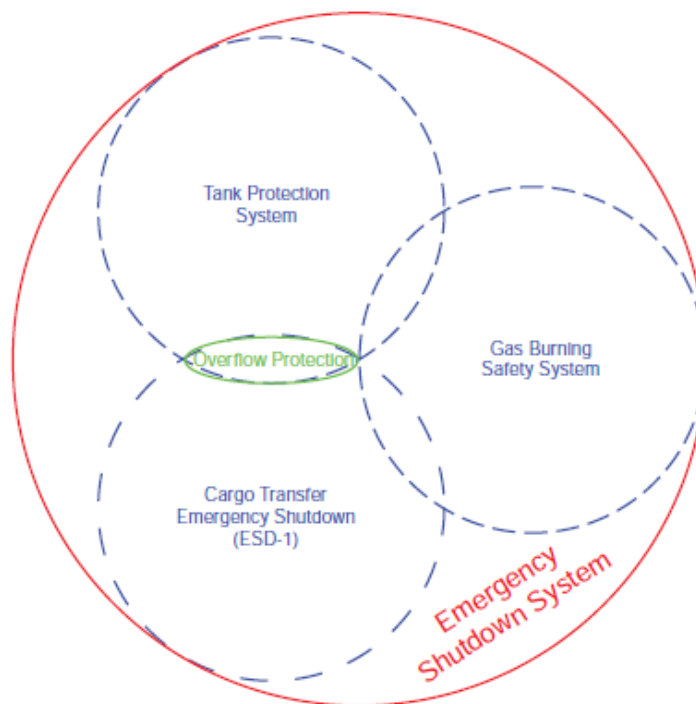 Tank Protection
System
Overflow Protection
Gas Burning
Safety System
Cargo Transfer
Emergency Shutdown
(ESD-1)
Emergency
Shutdown System